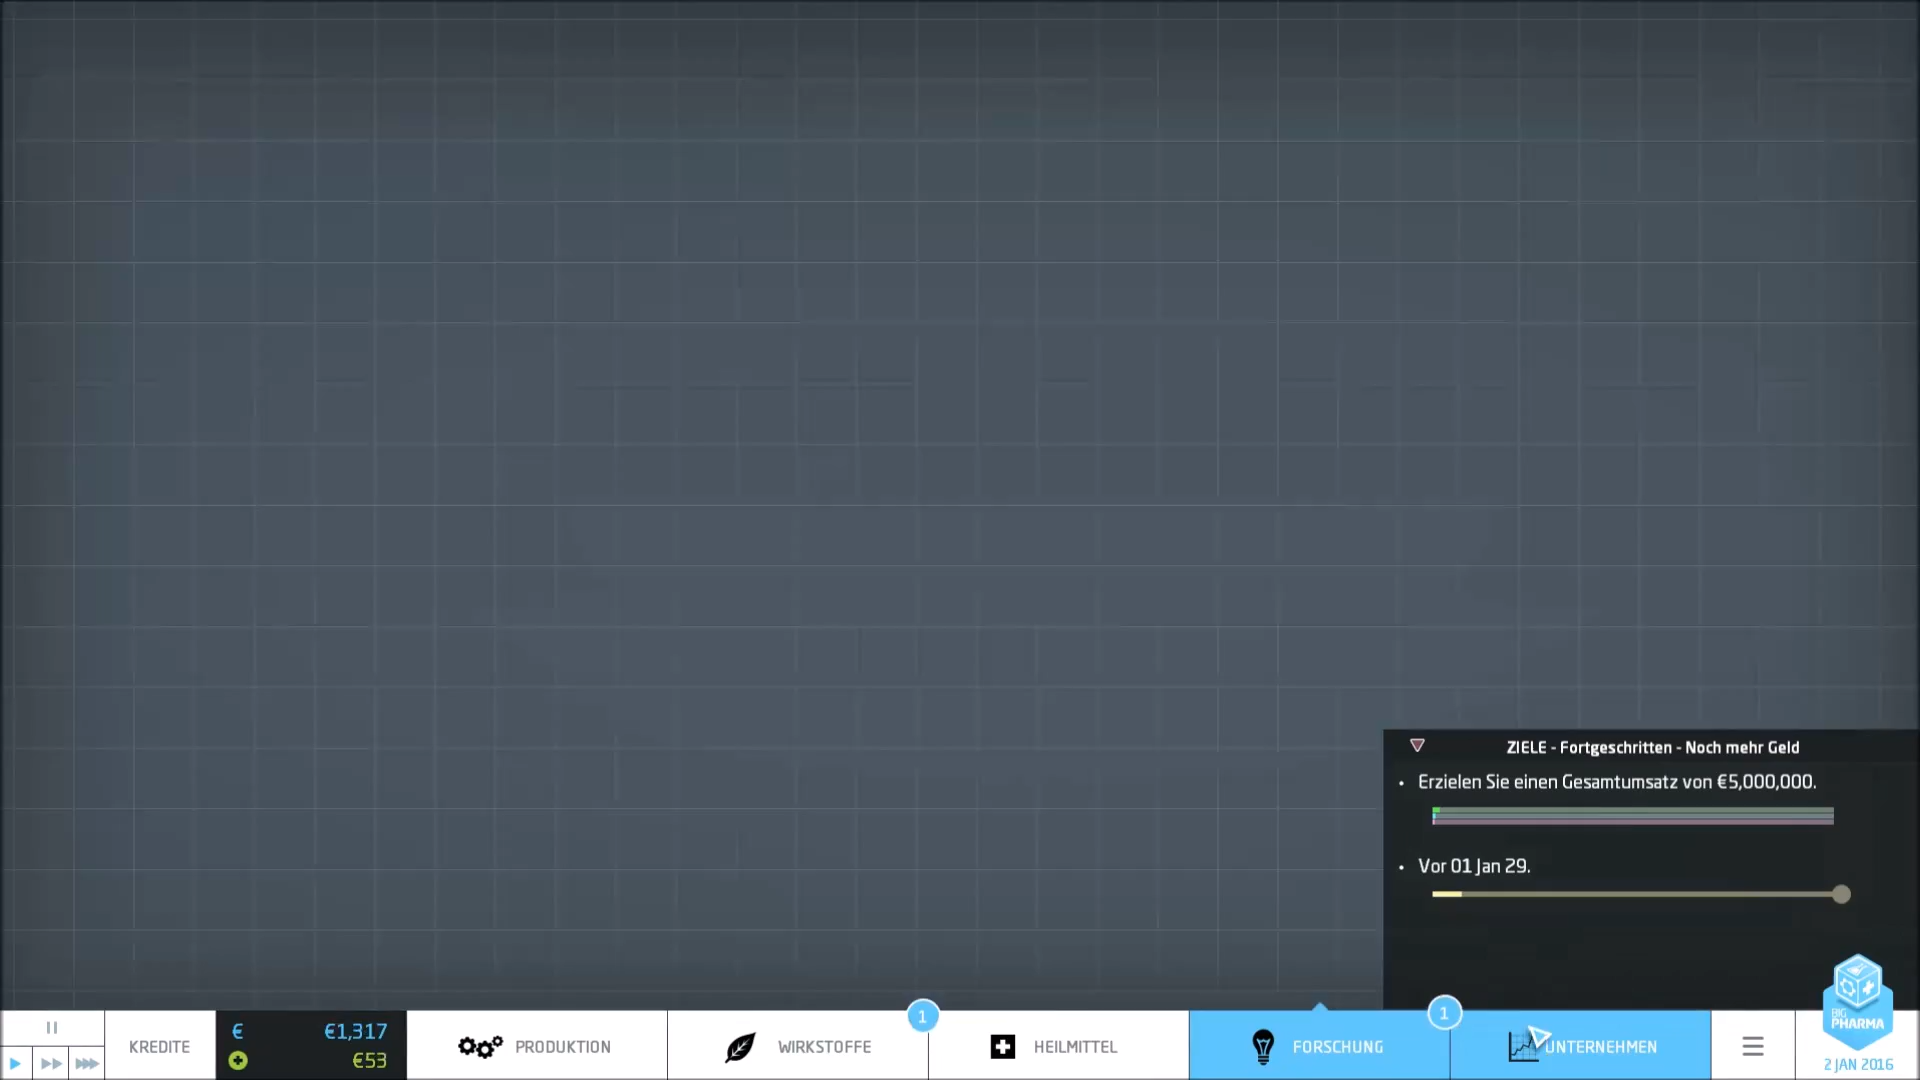 ZIELE - Fortgeschritten - Noch mehr Geld
• Erzielen Sie einen Gesamtumsatz von €5,000,000.
• Vor 01 Jan 29.
KREDITE
€ €1,317
€53
PRODUKTION
WIRKSTOFFE
1
HEILMITTEL
FORSCHUNG
1
UNTERNEHMEN
BIG
PHARMA
2 JAN 2016